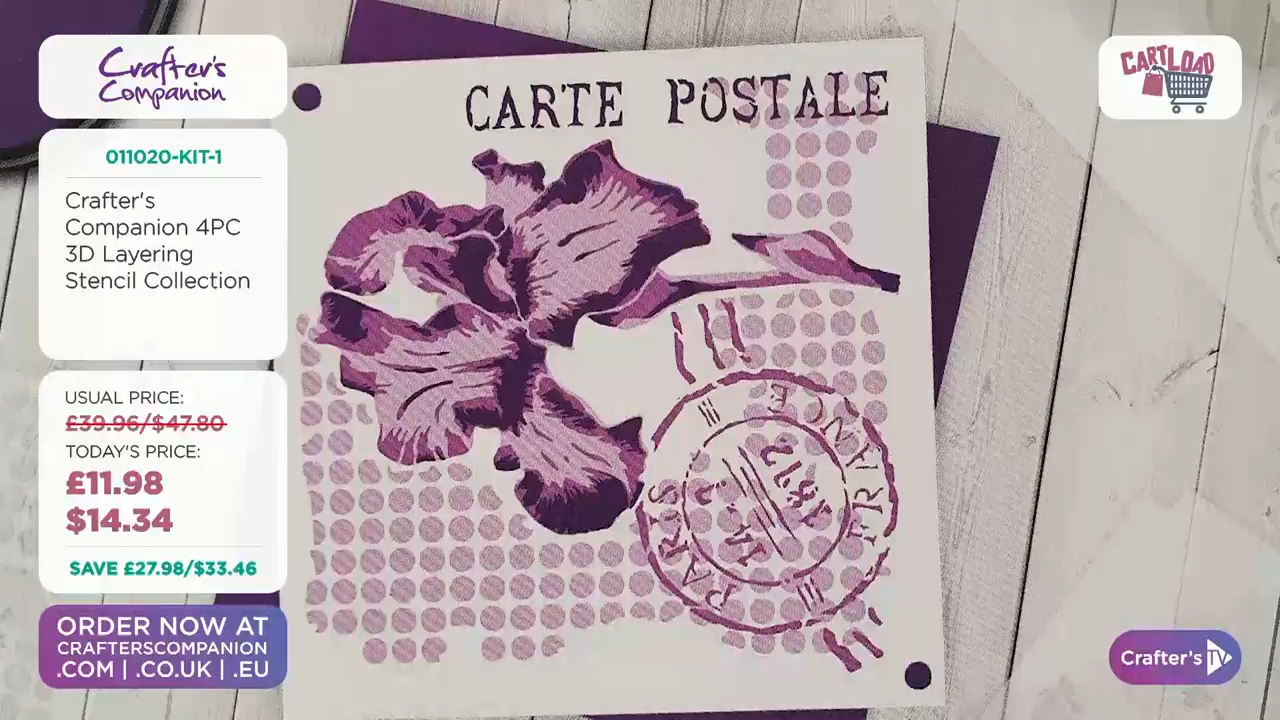 Crafter's
Companion
011020-KIT-1
Crafter's
Companion 4PC
3D Layering
Stencil Collection
USUAL PRICE:
£39.96/$47.80
TODAY'S PRICE:
£11.98
$14.34
SAVE £27.98/$33.46
ORDER NOW AT
CRAFTERSCOMPANION
.COM | .CO.UK | .EU
CARTE POSTALE
PARIS
FRANCE
1872
CARTLOAD
Crafter's TV